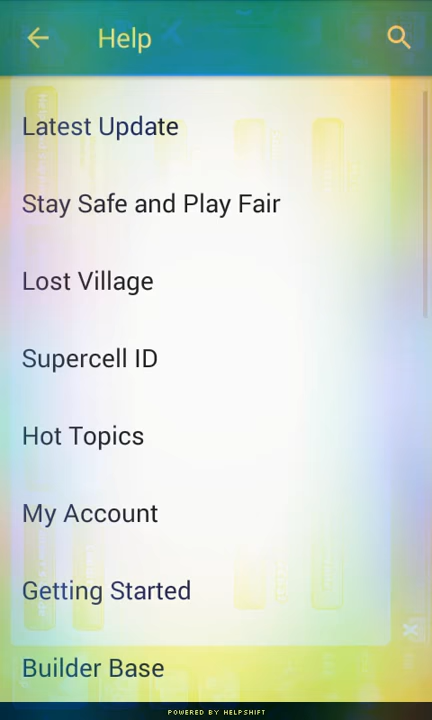 Help
Latest Update
Stay Safe and Play Fair
Lost Village
Supercell ID
Hot Topics
My Account
Getting Started
Builder Base
POWERED BY HELPSHIFT